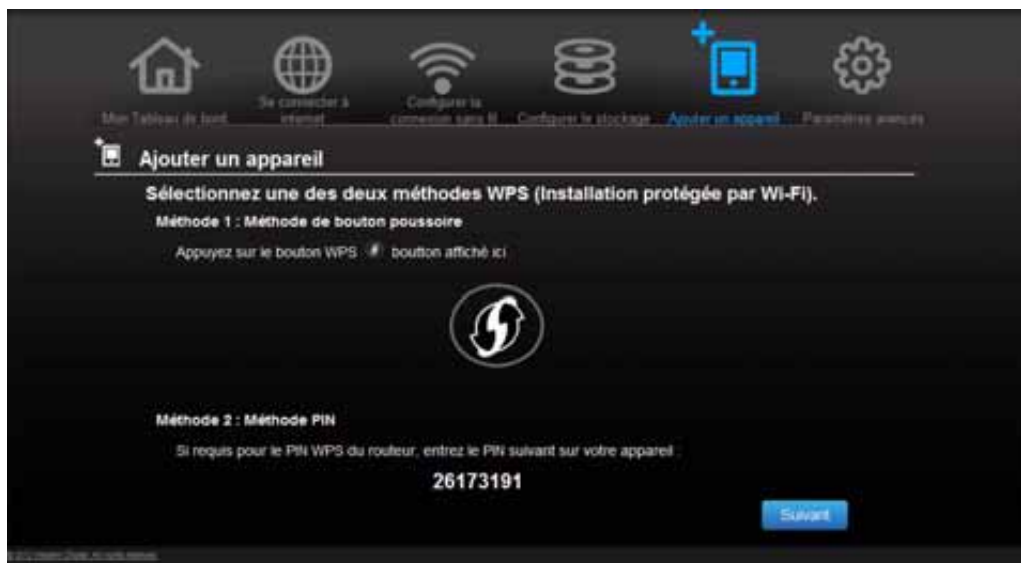 Se connecter à
Configurer la
Mon Tableau de bord
internet
connexion sans fil
Configurer le stockage
Ajouter un appareil
Paramètres avancés
Ajouter un appareil
Sélectionnez une des deux méthodes WPS (Installation protégée par Wi-Fi).
Méthode 1 : Méthode de bouton poussoire
Appuyez sur le bouton WPS boutton affiché ici
Méthode 2 : Méthode PIN
Si requis pour le PIN WPS du routeur, entrez le PIN suivant sur votre appareil :
26173191
Suivant